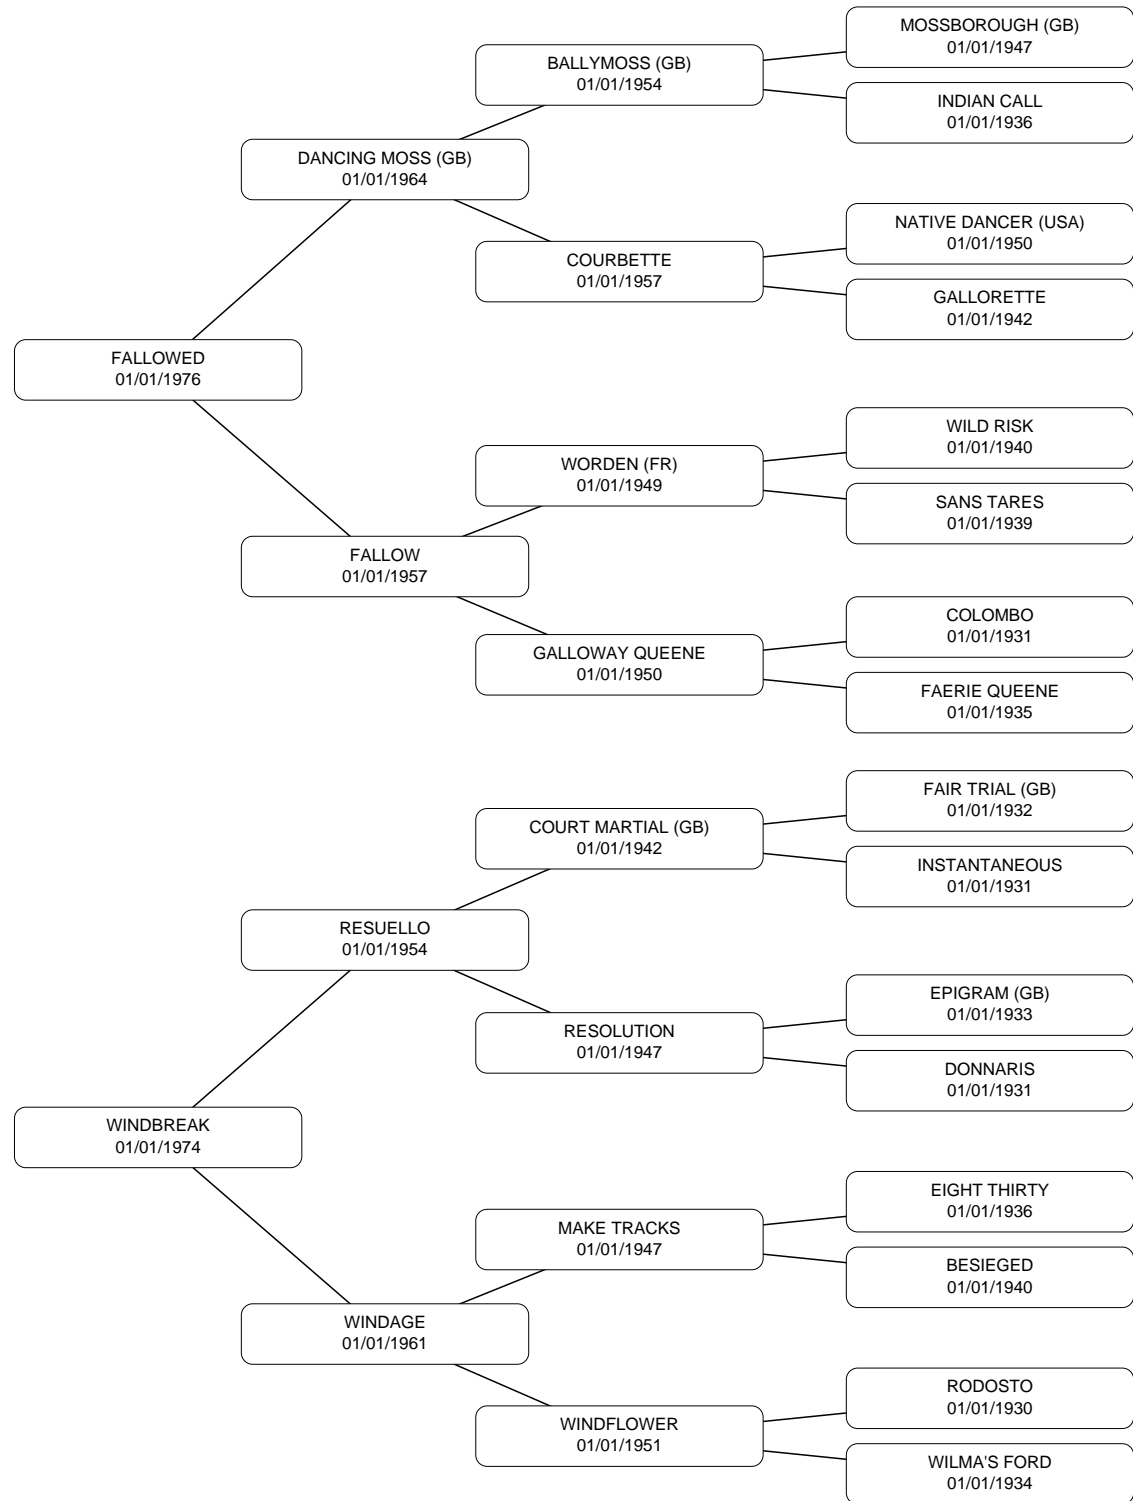 MOSSBOROUGH (GB)
01/01/1947
BALLYMOSS (GB)
01/01/1954
INDIAN CALL
01/01/1936
DANCING MOSS (GB)
01/01/1964
NATIVE DANCER (USA)
01/01/1950
COURBETTE
01/01/1957
GALLORETTE
01/01/1942
FALLOWED
01/01/1976
WILD RISK
01/01/1940
WORDEN (FR)
01/01/1949
SANS TARES
01/01/1939
FALLOW
01/01/1957
COLOMBO
01/01/1931
GALLOWAY QUEENE
01/01/1950
FAERIE QUEENE
01/01/1935
FAIR TRIAL (GB)
01/01/1932
COURT MARTIAL (GB)
01/01/1942
INSTANTANEOUS
01/01/1931
RESUELLO
01/01/1954
EPIGRAM (GB)
01/01/1933
RESOLUTION
01/01/1947
DONNARIS
01/01/1931
WINDBREAK
01/01/1974
EIGHT THIRTY
01/01/1936
MAKE TRACKS
01/01/1947
BESIEGED
01/01/1940
WINDAGE
01/01/1961
RODOSTO
01/01/1930
WINDFLOWER
01/01/1951
WILMA'S FORD
01/01/1934